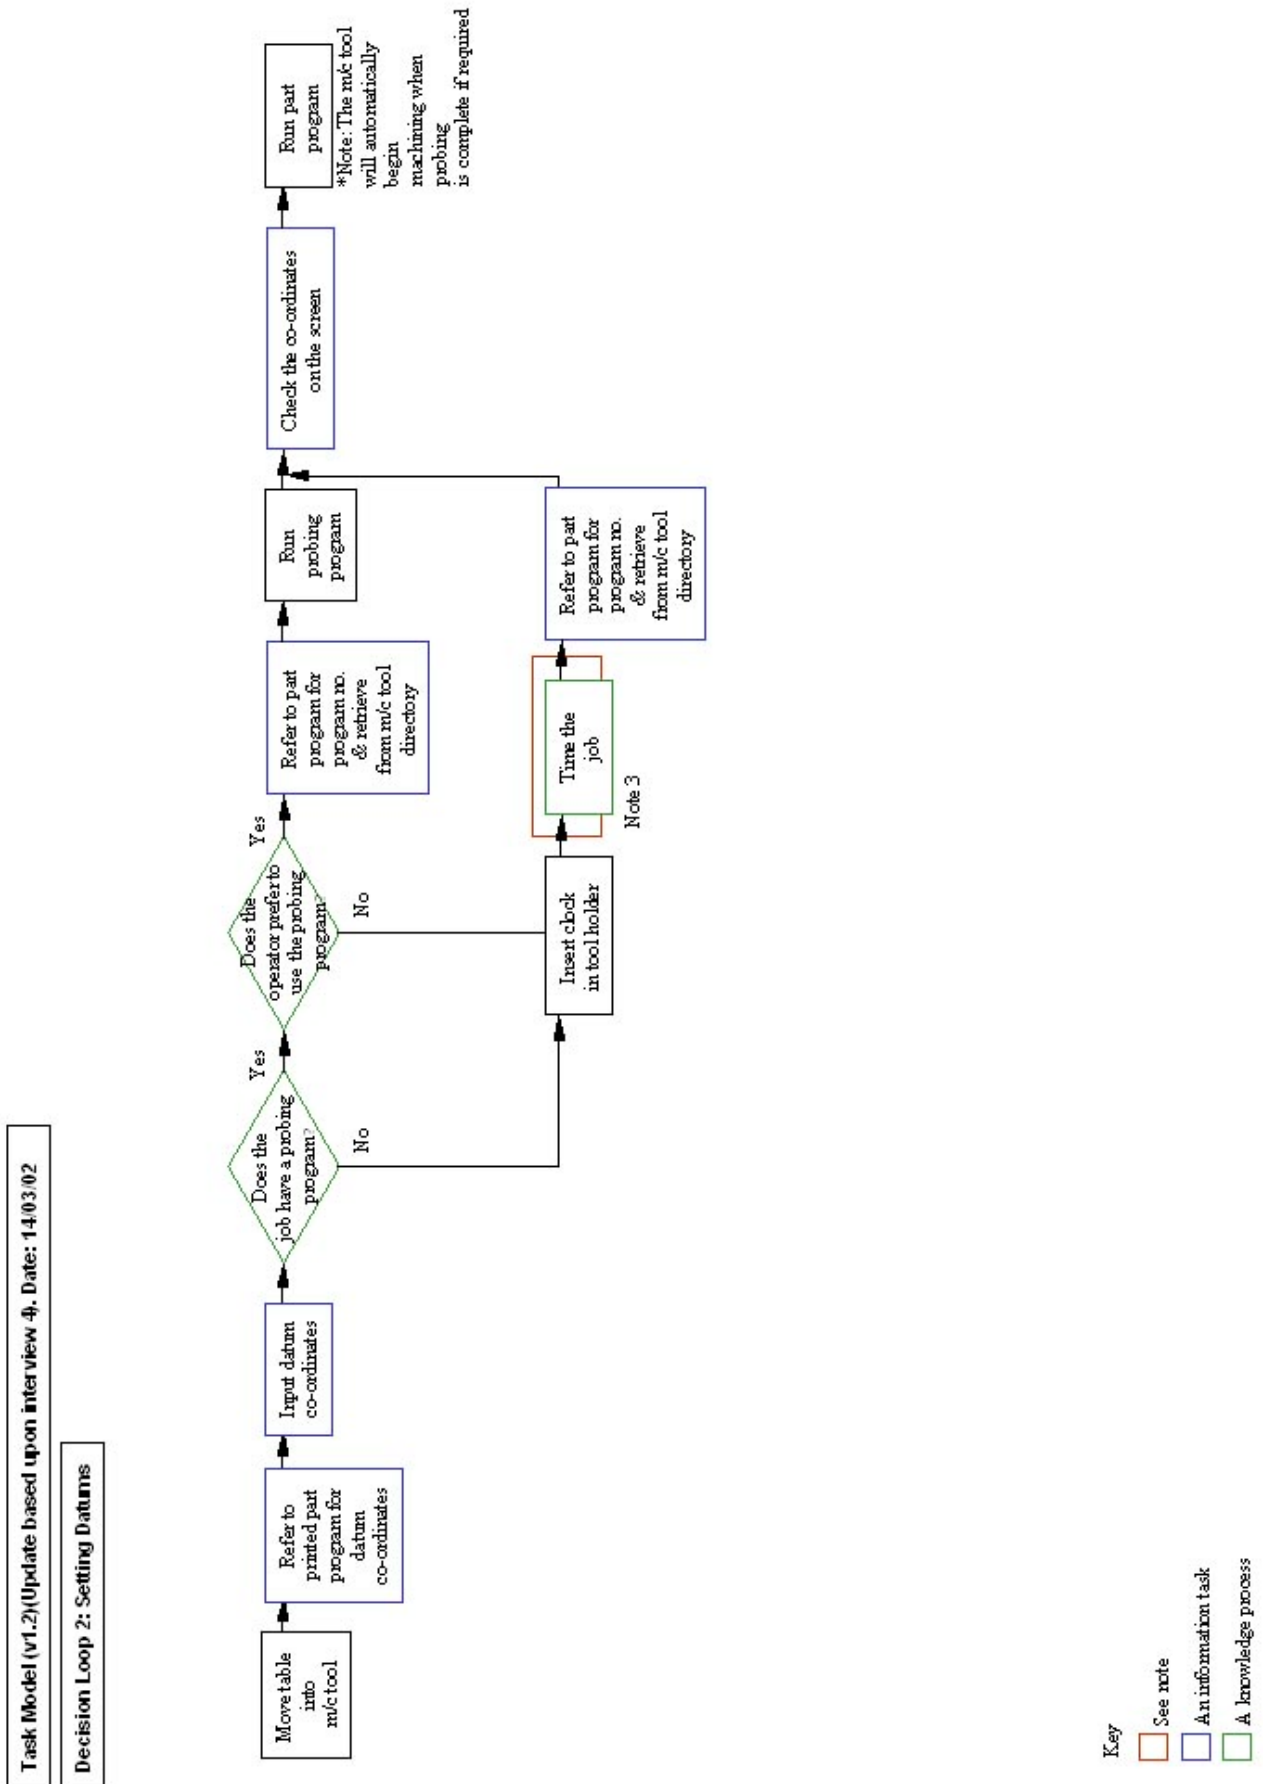 Task Model (v1.2)(Update based upon interview 4). Date: 14/03/02
Decision Loop 2: Setting Datums
Move table
into
m/c tool
Refer to
printed part
program for
datum
co-ordinates
Input datum
co-ordinates
Does the
job have a probing
program?
Yes
No
Does the
operator prefer to
use the probing
program?
Yes
No
Refer to part
program for
program no.
& retrieve
from m/c tool
directory
Run
probing
program
Check the co-ordinates
on the screen
Run part
program
*Note: The m/c tool
will automatically
begin
machining when
probing
is complete if required
Insert clock
in tool holder
Time the
job
Note 3
Refer to part
program for
program no.
& retrieve
from m/c tool
directory
Key
See note
An information task
A knowledge process